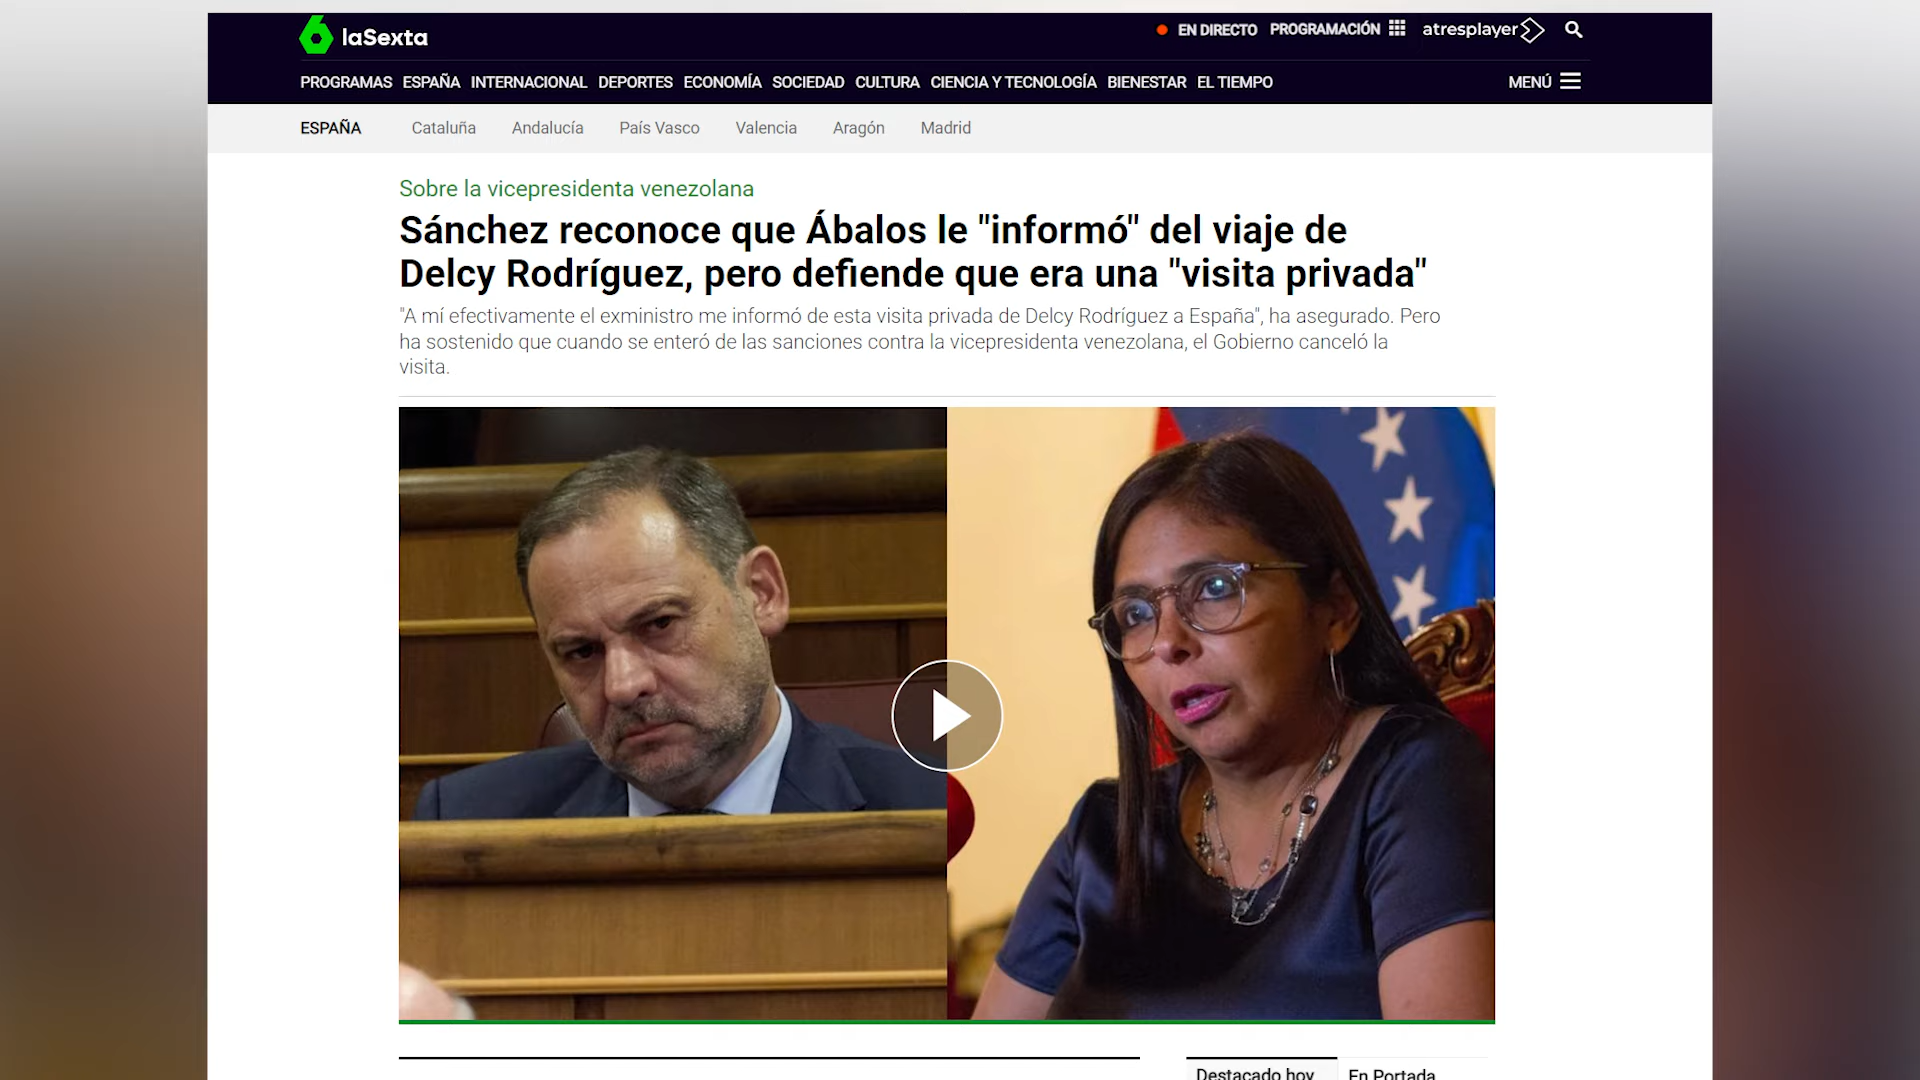 laSexta
EN DIRECTO PROGRAMACIÓN atresplayer
PROGRAMAS ESPAÑA INTERNACIONAL DEPORTES ECONOMÍA SOCIEDAD CULTURA CIENCIA Y TECNOLOGÍA BIENESTAR EL TIEMPO MENÚ
ESPAÑA Cataluña Andalucía País Vasco Valencia Aragón Madrid
Sobre la vicepresidenta venezolana
Sánchez reconoce que Ábalos le "informó" del viaje de
Delcy Rodríguez, pero defiende que era una "visita privada"
"A mí efectivamente el exministro me informó de esta visita privada de Delcy Rodríguez a España", ha asegurado. Pero
ha sostenido que cuando se enteró de las sanciones contra la vicepresidenta venezolana, el Gobierno canceló la
visita.
Destacado hoy En Portada